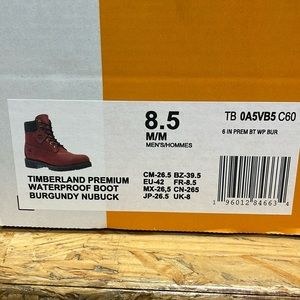 8.5
M/M
MEN'S/HOMMES
TB 0A5VB5 C60
6 IN PREM BT WP BUR
TIMBERLAND PREMIUM
WATERPROOF BOOT
BURGUNDY NUBUCK
CM-26.5 BZ-39.5
EU-42 FR-8.5
MX-26,5 CN-265
JP-26.5 UK-8
1 96012 84663 4